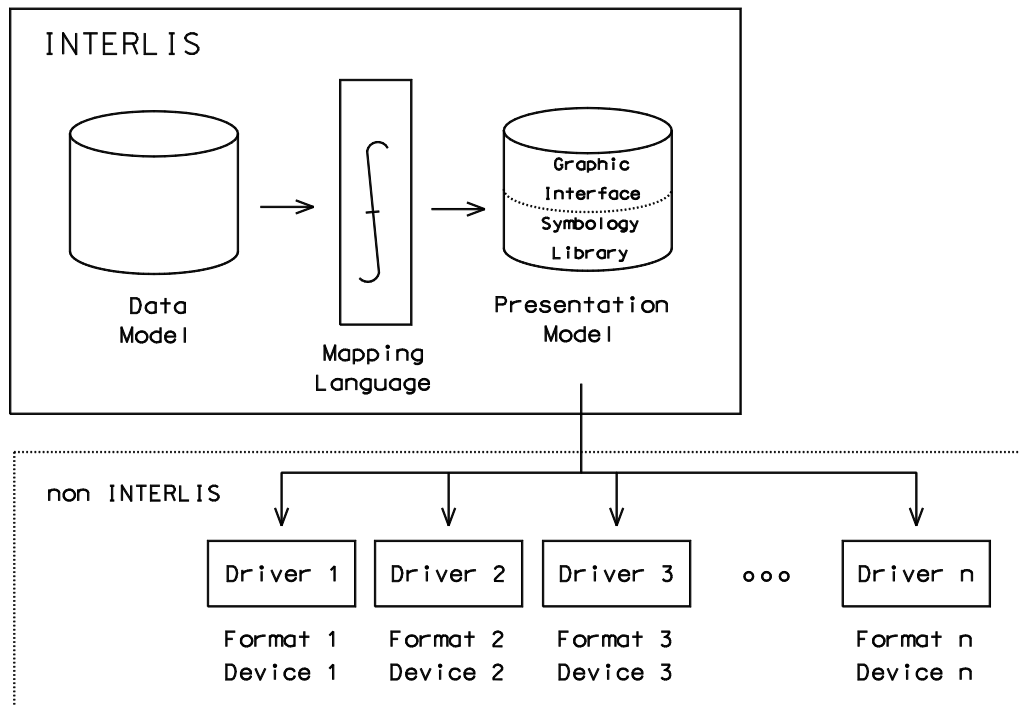 INTERLIS
f
Graphic
Interface
Symbology
Library
Data
Model
Mapping
Language
Presentation
Model
non INTERLIS
Driver 1
Driver 2
Driver 3
ooo
Driver n
Format 1
Device 1
Format 2
Device 2
Format 3
Device 3
Format n
Device n